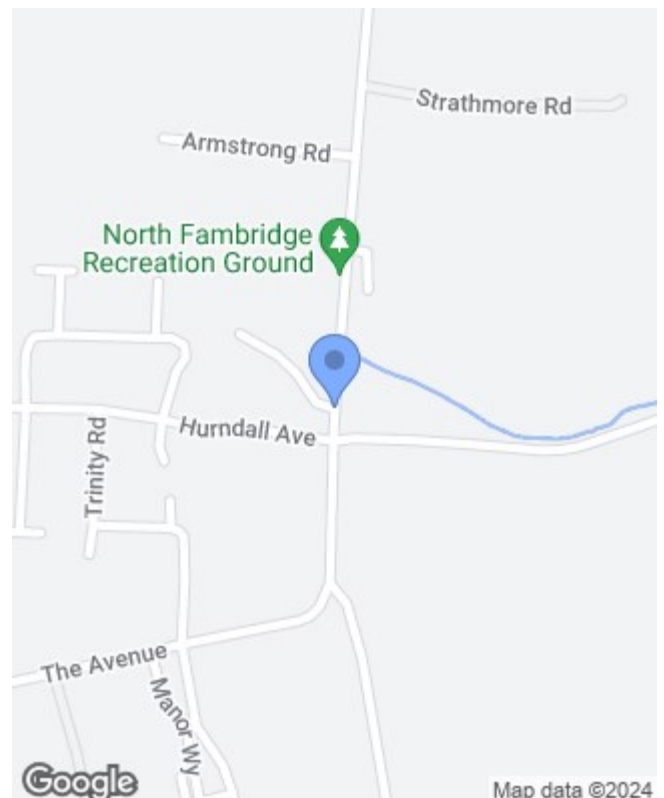 Strathmore Rd
Armstrong Rd
North Fambridge
Recreation Ground
Hurndall Ave
Trinity Rd
The Avenue
Manor Wy
Google
Map data ©2024